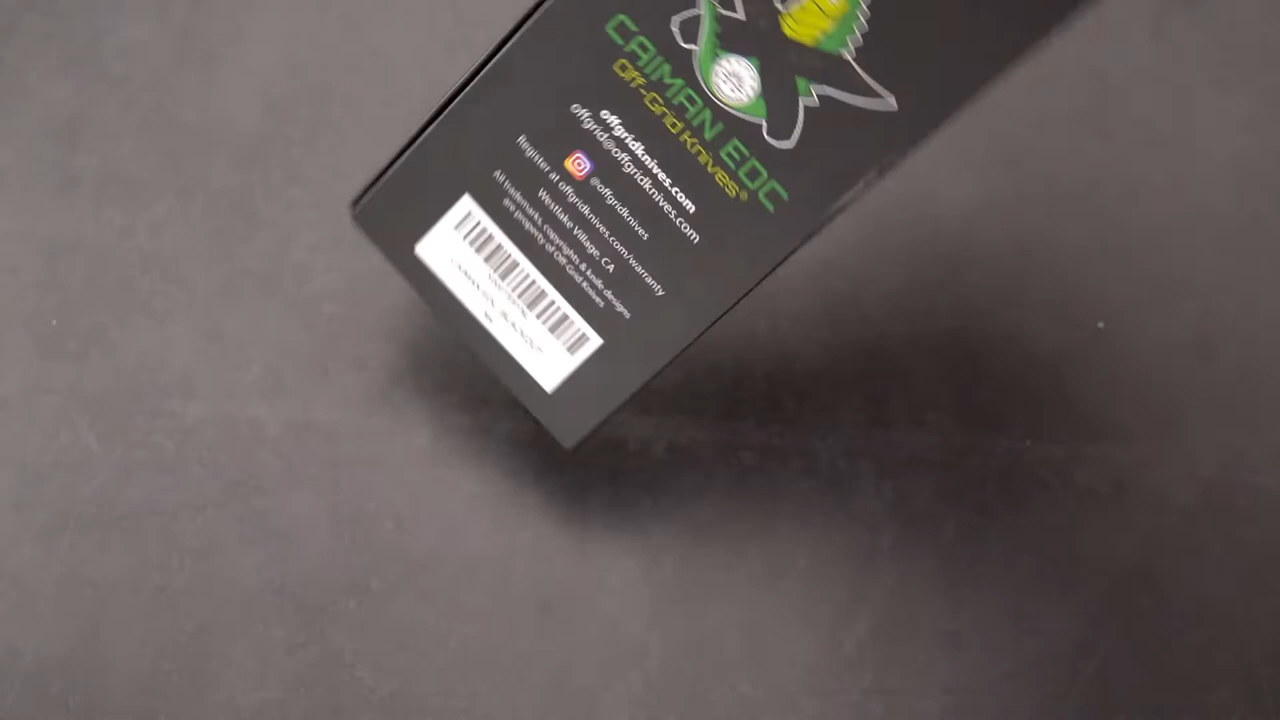 CAIMAN EDC
Off-Grid Knives®
offgridknives.com
offgrid@offgridknives.com
@offgridknives
Register at offgridknives.com/warranty
Westlake Village, CA
All trademarks, copyrights & knife designs
are property of Off-Grid Knives